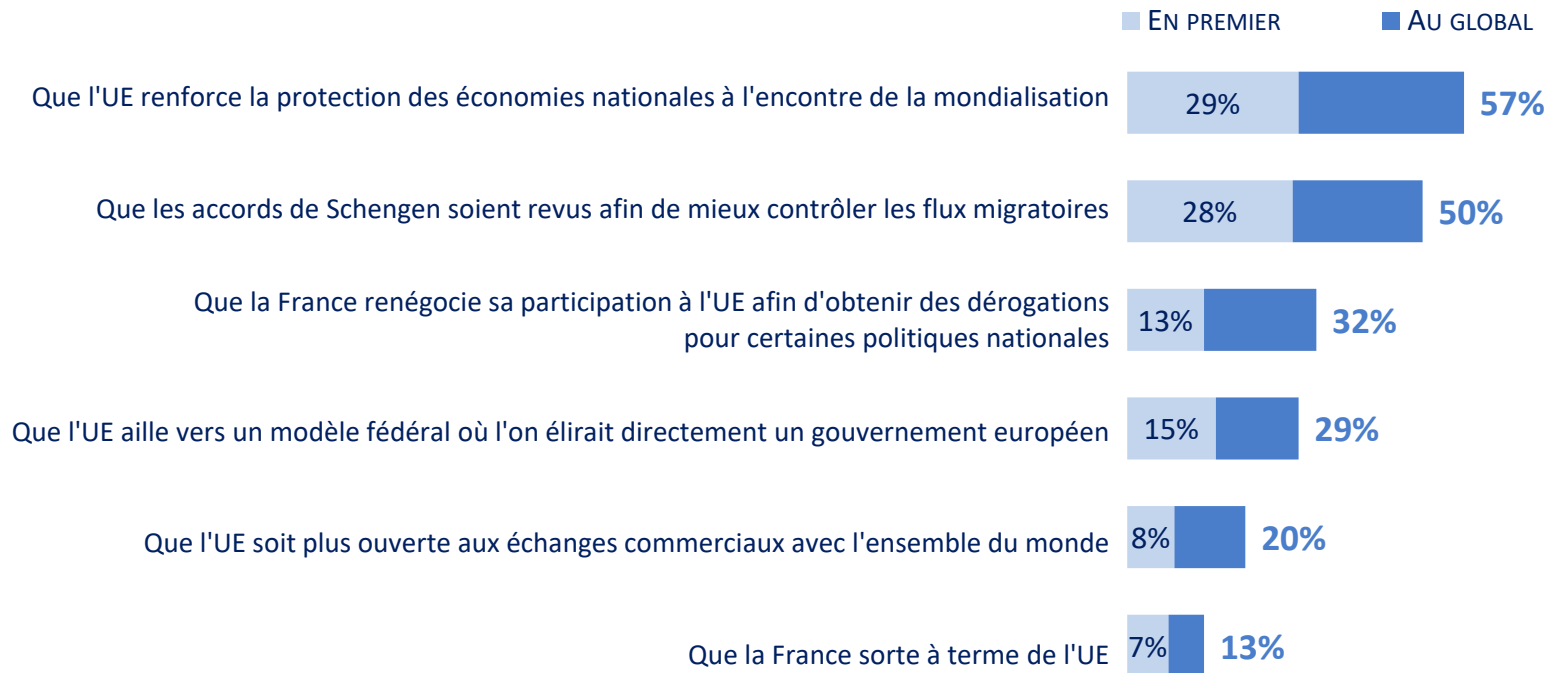 EN PREMIER AU GLOBAL
Que l'UE renforce la protection des économies nationales à l'encontre de la mondialisation 29% 57%
Que les accords de Schengen soient revus afin de mieux contrôler les flux migratoires 28% 50%
Que la France renégocie sa participation à l'UE afin d'obtenir des dérogations
pour certaines politiques nationales 13% 32%
Que l'UE aille vers un modèle fédéral où l'on élirait directement un gouvernement européen 15% 29%
Que l'UE soit plus ouverte aux échanges commerciaux avec l'ensemble du monde 8% 20%
Que la France sorte à terme de l'UE 7% 13%